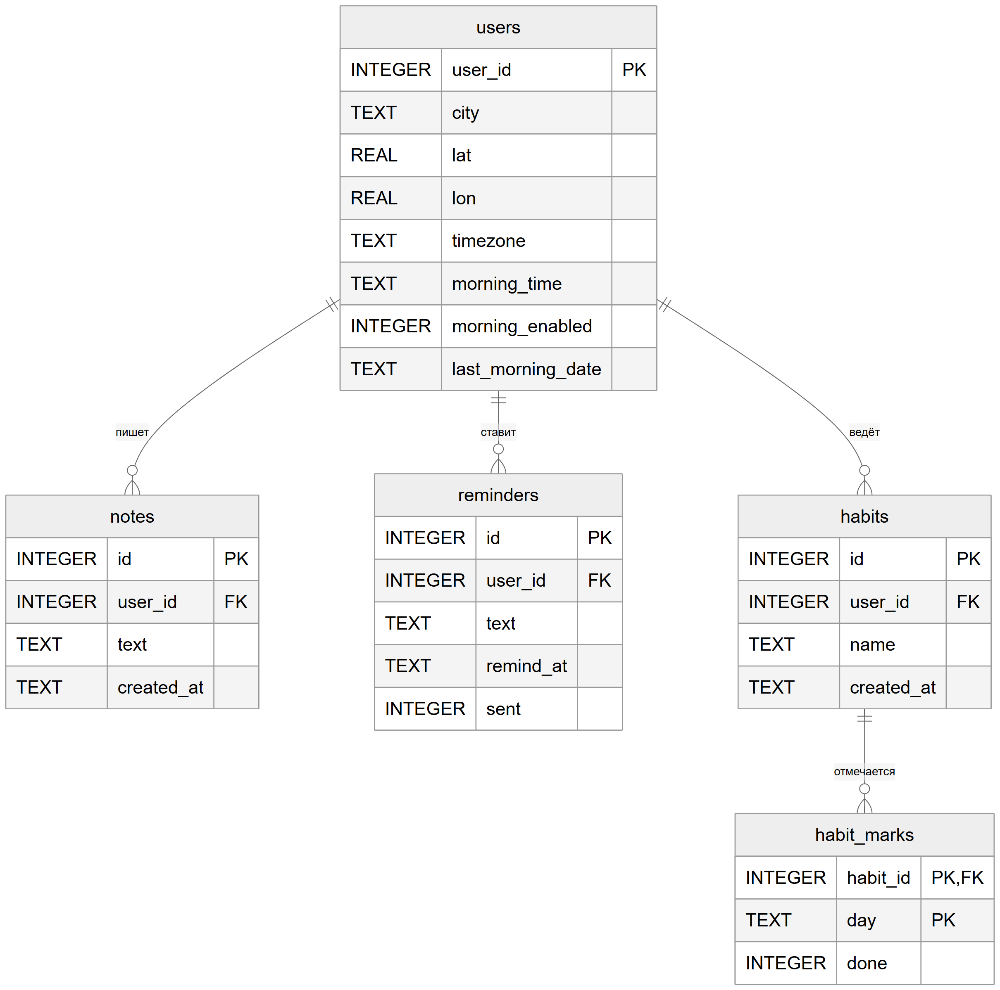 users
INTEGER user_id PK
TEXT city
REAL lat
REAL lon
TEXT timezone
TEXT morning_time
INTEGER morning_enabled
TEXT last_morning_date
пишет
ставит
ведёт
notes
INTEGER id PK
INTEGER user_id FK
TEXT text
TEXT created_at
reminders
INTEGER id PK
INTEGER user_id FK
TEXT text
TEXT remind_at
INTEGER sent
habits
INTEGER id PK
INTEGER user_id FK
TEXT name
TEXT created_at
отмечается
habit_marks
INTEGER habit_id PK,FK
TEXT day PK
INTEGER done